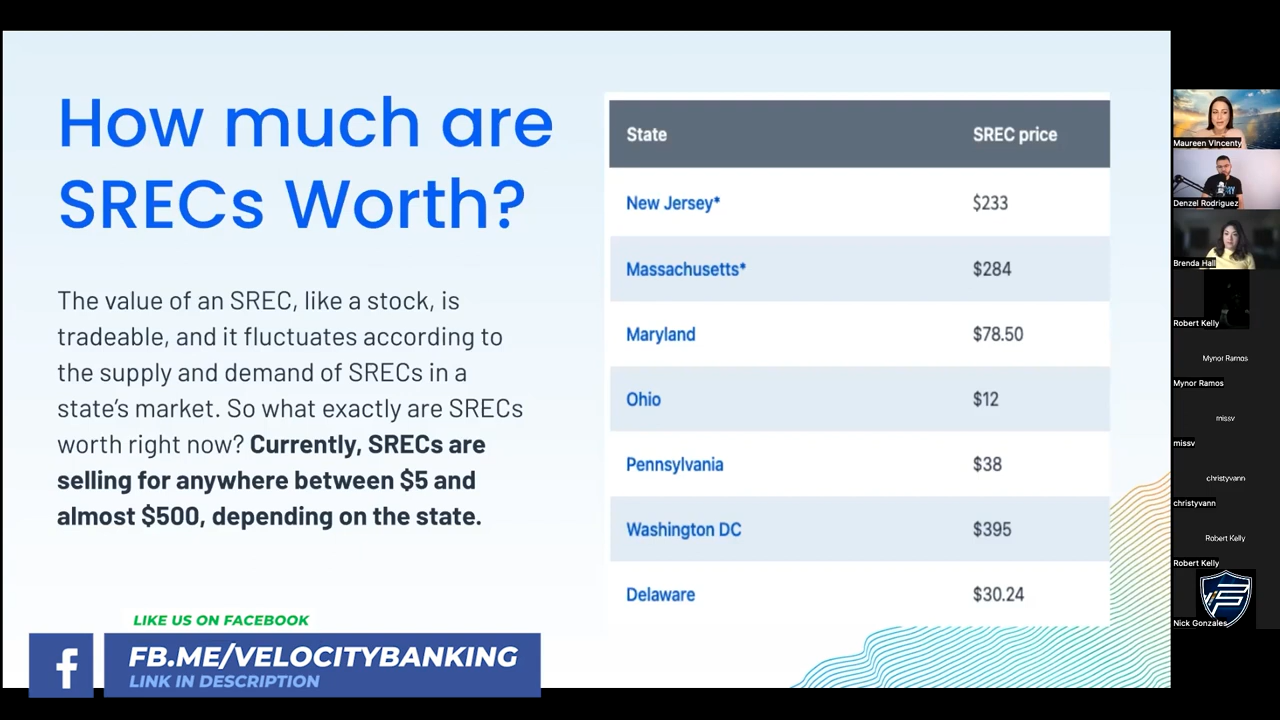 How much are
SRECs Worth?
The value of an SREC, like a stock, is
tradeable, and it fluctuates according to
the supply and demand of SRECs in a
state's market. So what exactly are SRECs
worth right now? Currently, SRECs are
selling for anywhere between $5 and
almost $500, depending on the state.
State SREC price
New Jersey* $233
Massachusetts* $284
Maryland $78.50
Ohio $12
Pennsylvania $38
Washington DC $395
Delaware $30.24
LIKE US ON FACEBOOK
f
FB.ME/VELOCITYBANKING
LINK IN DESCRIPTION
Maureen VIncenty
Denzel Rodriguez
Brenda Hall
Robert Kelly
Mynor Ramos
Mynor Ramos
missv
missv
christyvann
christyvann
Robert Kelly
Robert Kelly
Nick Gonzales